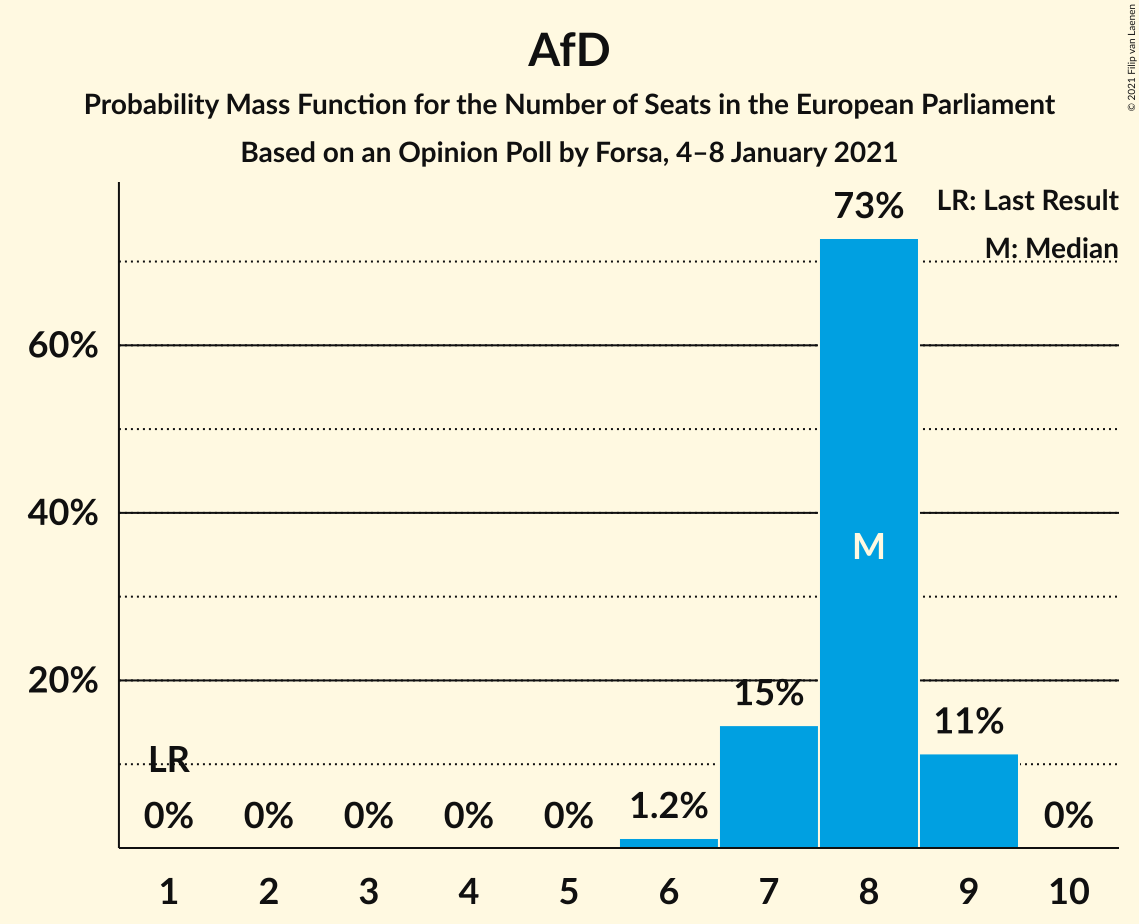 AfD
Probability Mass Function for the Number of Seats in the European Parliament
Based on an Opinion Poll by Forsa, 4–8 January 2021
© 2021 Filip van Laenen
LR: Last Result
M: Median
73%
60%
40%
20%
M
15%
11%
LR
1.2%
0%
0%
0%
0%
0%
0%
1
2
3
4
5
6
7
8
9
10